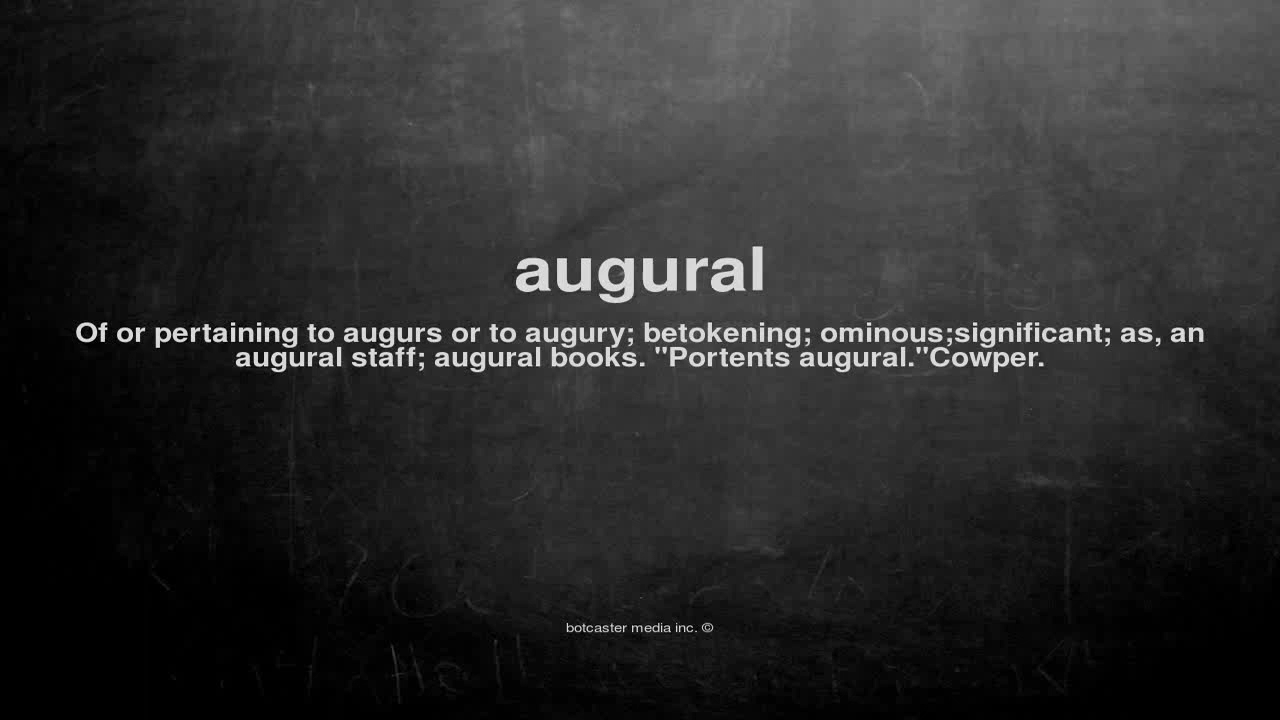 augural
Of or pertaining to augurs or to augury; betokening; ominous;significant; as, an
augural staff; augural books. "Portents augural."Cowper.
botcaster media inc. ©